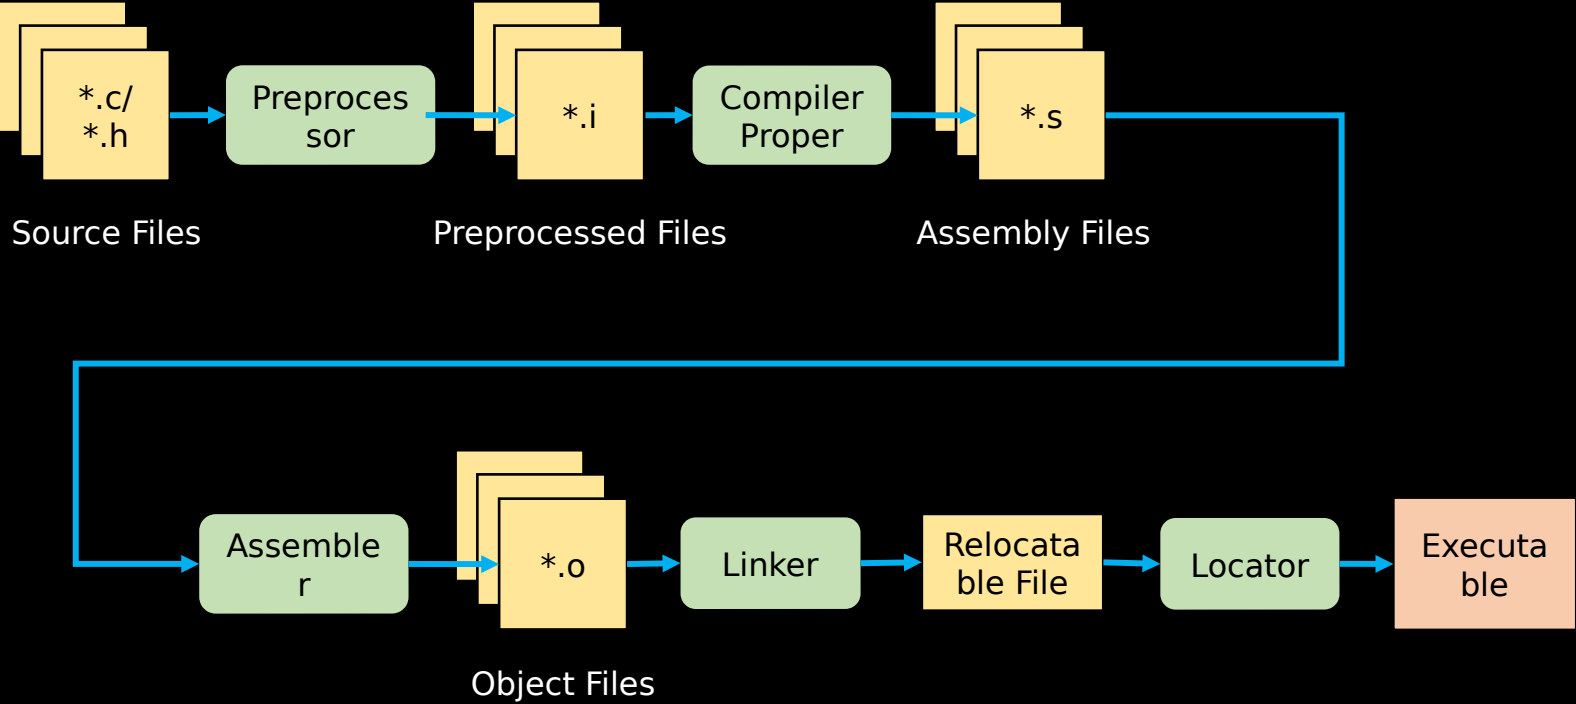 *.c/
*.h
Preproces
sor
*.i
Compiler
Proper
*.s
Source Files
Preprocessed Files
Assembly Files
Assemble
r
*.o
Linker
Relocata
ble File
Locator
Executa
ble
Object Files